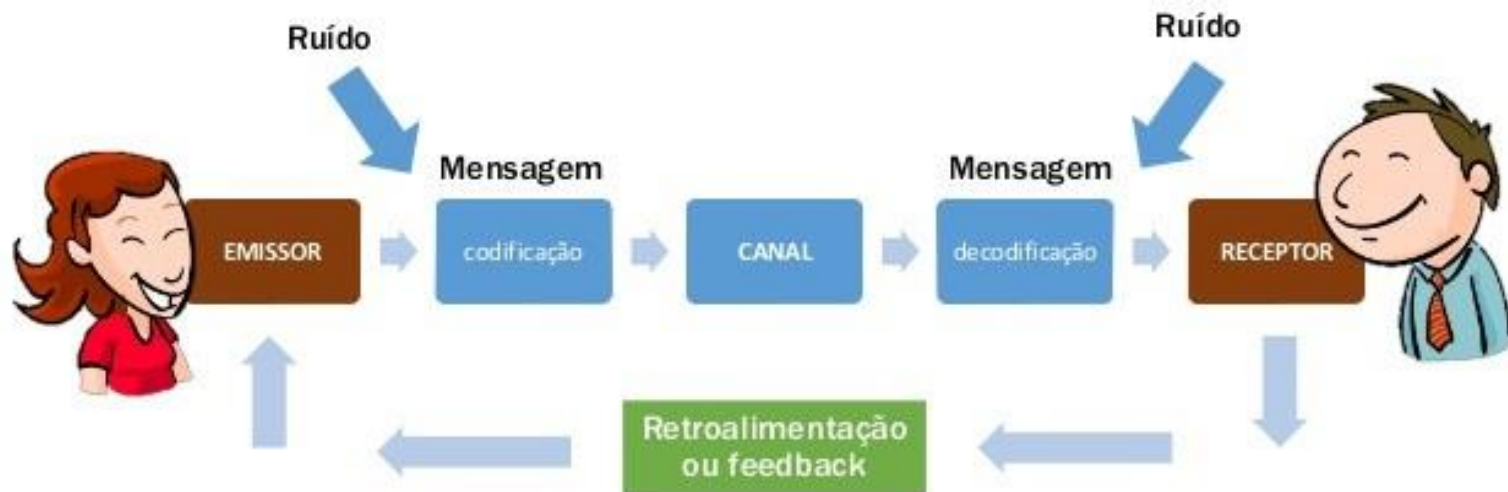 Ruído
Ruído
Mensagem
Mensagem
EMISSOR
codificação
CANAL
decodificação
RECEPTOR
Retroalimentação
ou feedback